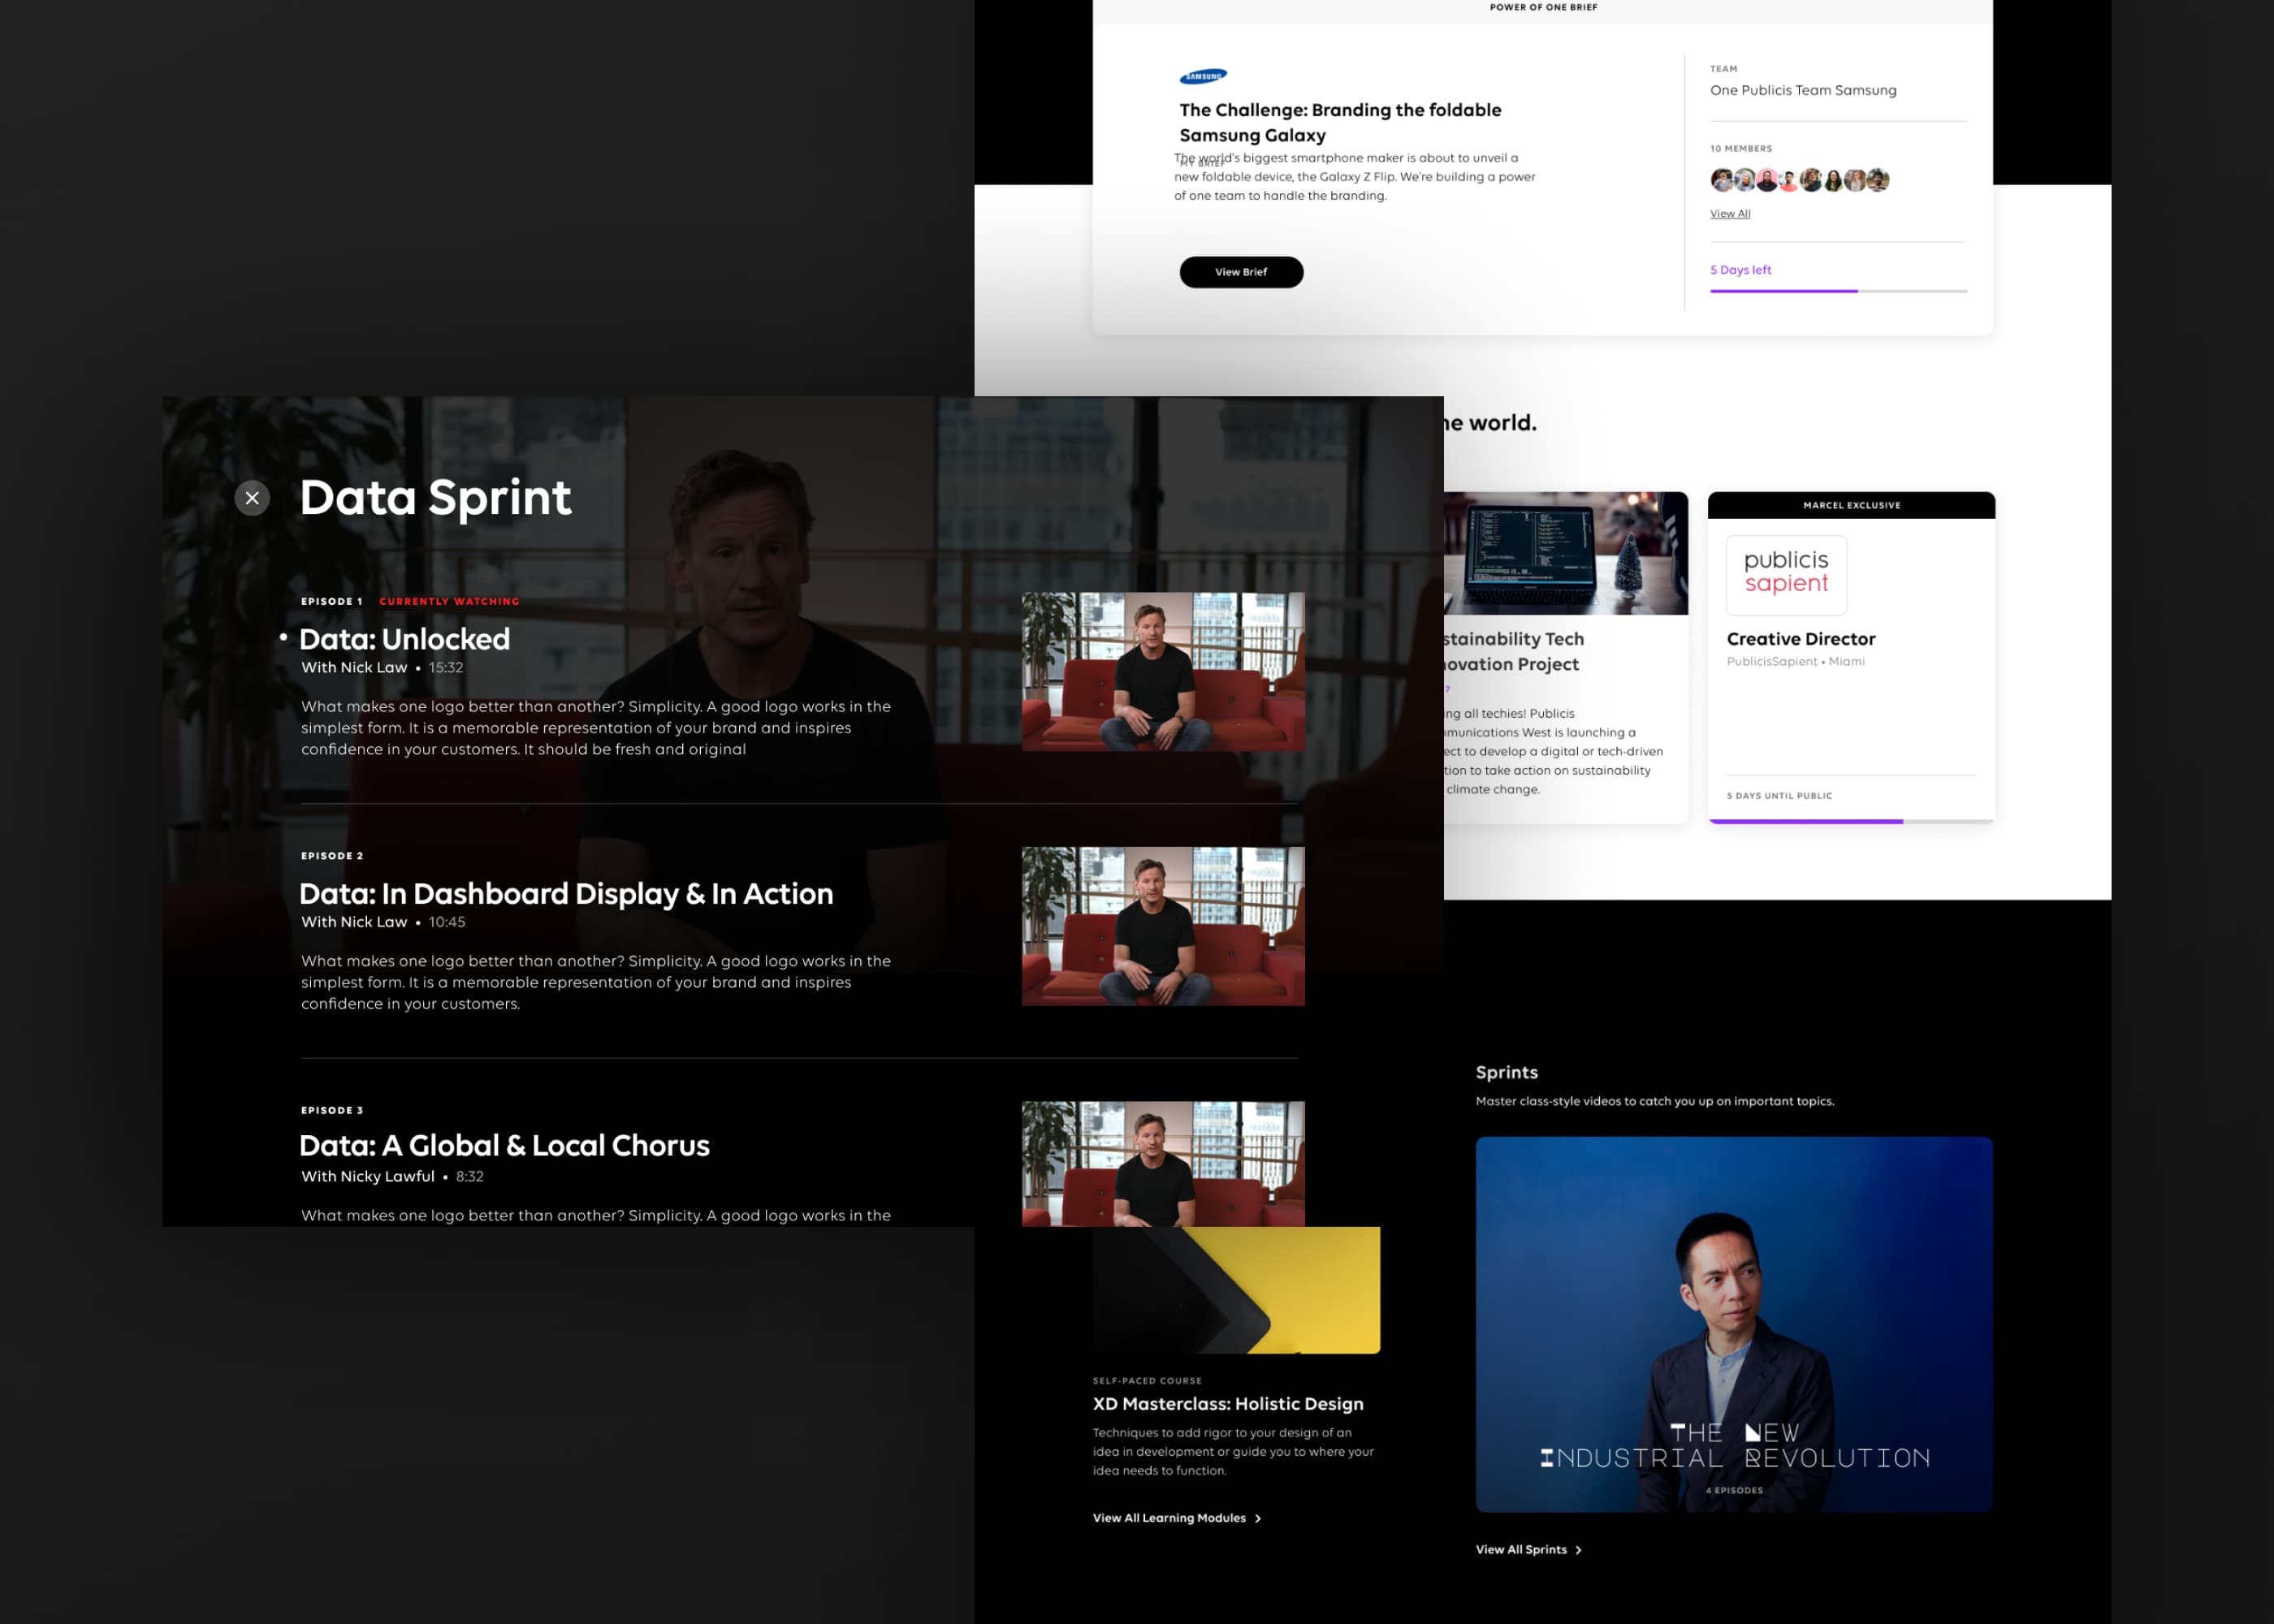 POWER OF ONE BRIEF
SAMSUNG
The Challenge: Branding the foldable
Samsung Galaxy
MY BRIEF
The world's biggest smartphone maker is about to unveil a
new foldable device, the Galaxy Z Flip. We're building a power
of one team to handle the branding.
View Brief
TEAM
One Publicis Team Samsung
10 MEMBERS
View All
5 Days left
he world.
Data Sprint
EPISODE 1 CURRENTLY WATCHING
• Data: Unlocked
With Nick Law • 15:32
What makes one logo better than another? Simplicity. A good logo works in the
simplest form. It is a memorable representation of your brand and inspires
confidence in your customers. It should be fresh and original
EPISODE 2
Data: In Dashboard Display & In Action
With Nick Law • 10:45
What makes one logo better than another? Simplicity. A good logo works in the
simplest form. It is a memorable representation of your brand and inspires
confidence in your customers.
EPISODE 3
Data: A Global & Local Chorus
With Nicky Lawful • 8:32
What makes one logo better than another? Simplicity. A good logo works in the
stainability Tech
novation Project
7
ing all techies! Publicis
mmunications West is launching a
ect to develop a digital or tech-driven
tion to take action on sustainability
climate change.
MARCEL EXCLUSIVE
publicis
sapient
Creative Director
PublicisSapient • Miami
5 DAYS UNTIL PUBLIC
SELF-PACED COURSE
XD Masterclass: Holistic Design
Techniques to add rigor to your design of an
idea in development or guide you to where your
idea needs to function.
View All Learning Modules >
Sprints
Master class-style videos to catch you up on important topics.
THE NEW
INDUSTRIAL REVOLUTION
4 EPISODES
View All Sprints >